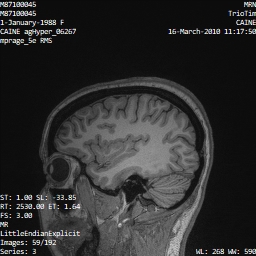 M87100045
M87100045
1-January-1988 F
CAINE agHyper_06267
mprage_5e RMS
MRN
TrioTim
CAINE
16-March-2010 11:17:50
ST: 1.00 SL: -33.85
RT: 2530.00 ET: 1.64
FS: 3.00
MR
LittleEndianExplicit
Images: 59/192
Series: 3
WL: 268 WW: 590